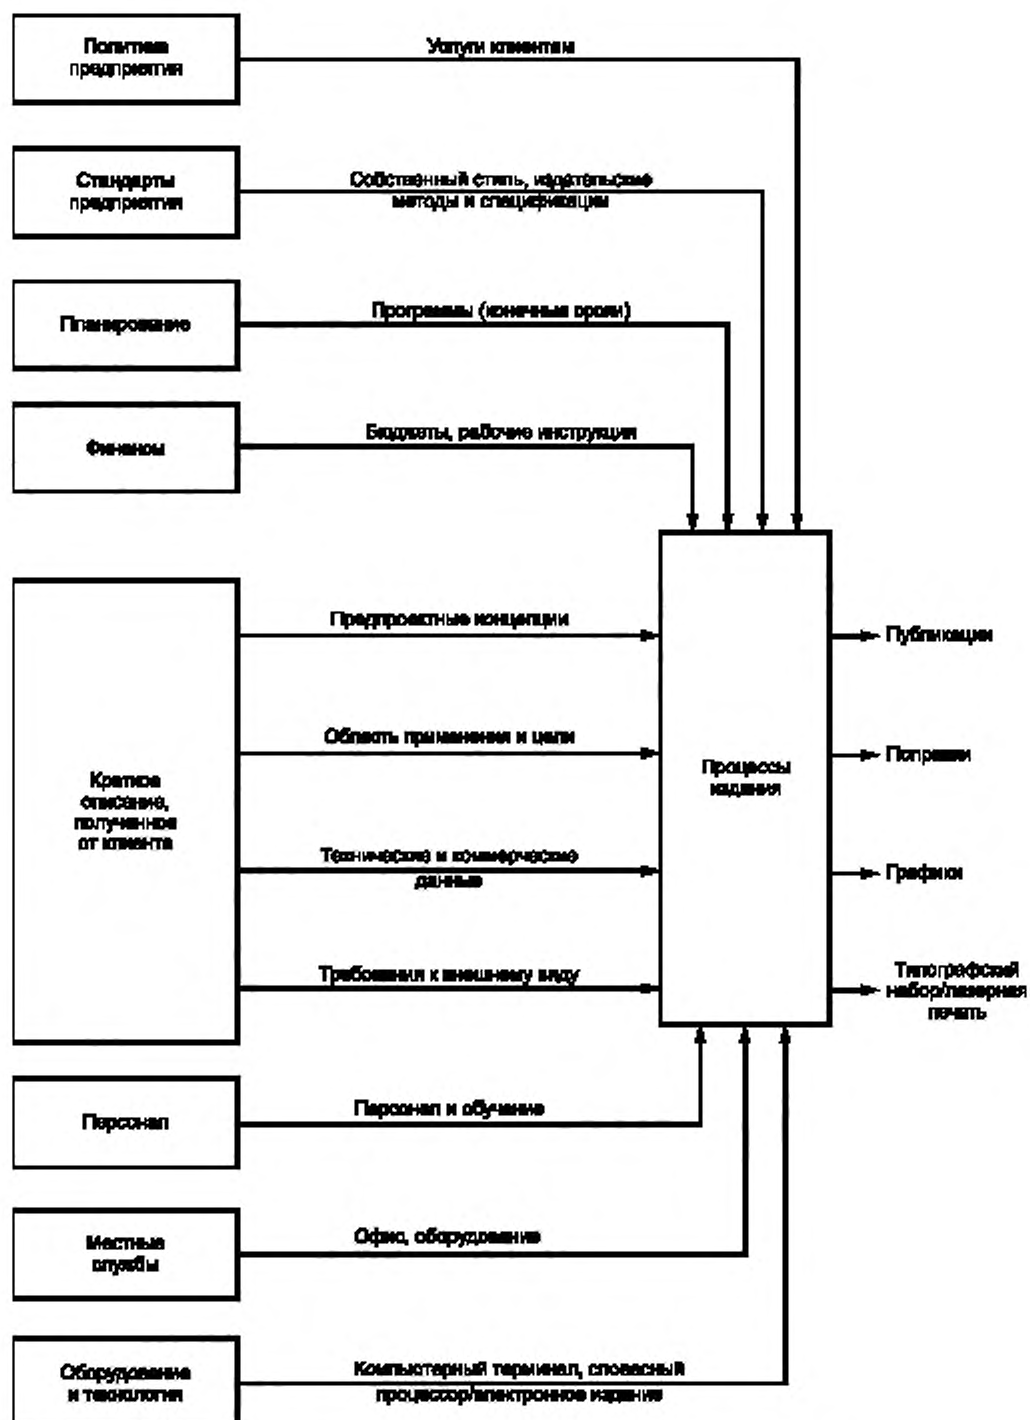 Политика
предприятия
Услуги клиентам
Стандарты
предприятия
Собственный стиль, издательские
методы и спецификации
Планирование
Программы (конечные сроки)
Финансы
Бюджеты, рабочие инструкции
Краткое
описание,
полученное
от клиента
Предпроектные концепции
Область применения и цели
Технические и коммерческие
данные
Требования к внешнему виду
Процессы
издания
Публикации
Поправки
Графики
Типографский
набор/лазерная
печать
Персонал
Персонал и обучение
Местные
службы
Офис, оборудование
Оборудование
и технология
Компьютерный терминал, словесный
процессор/электронное издание